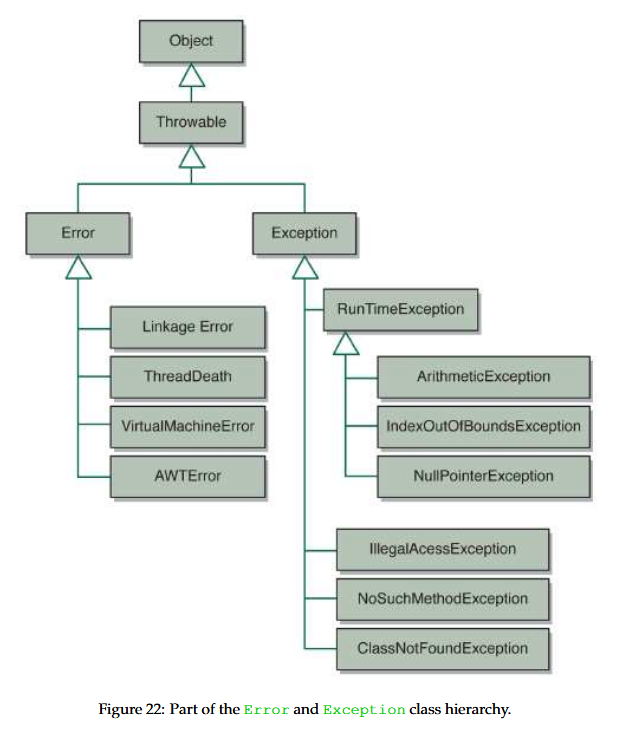 Object
Throwable
Error
Exception
RunTimeException
Linkage Error
ThreadDeath
ArithmeticException
VirtualMachineError
IndexOutOfBoundsException
AWTError
NullPointerException
IllegalAcessException
NoSuchMethodException
ClassNotFoundException
Figure 22: Part of the Error and Exception class hierarchy.